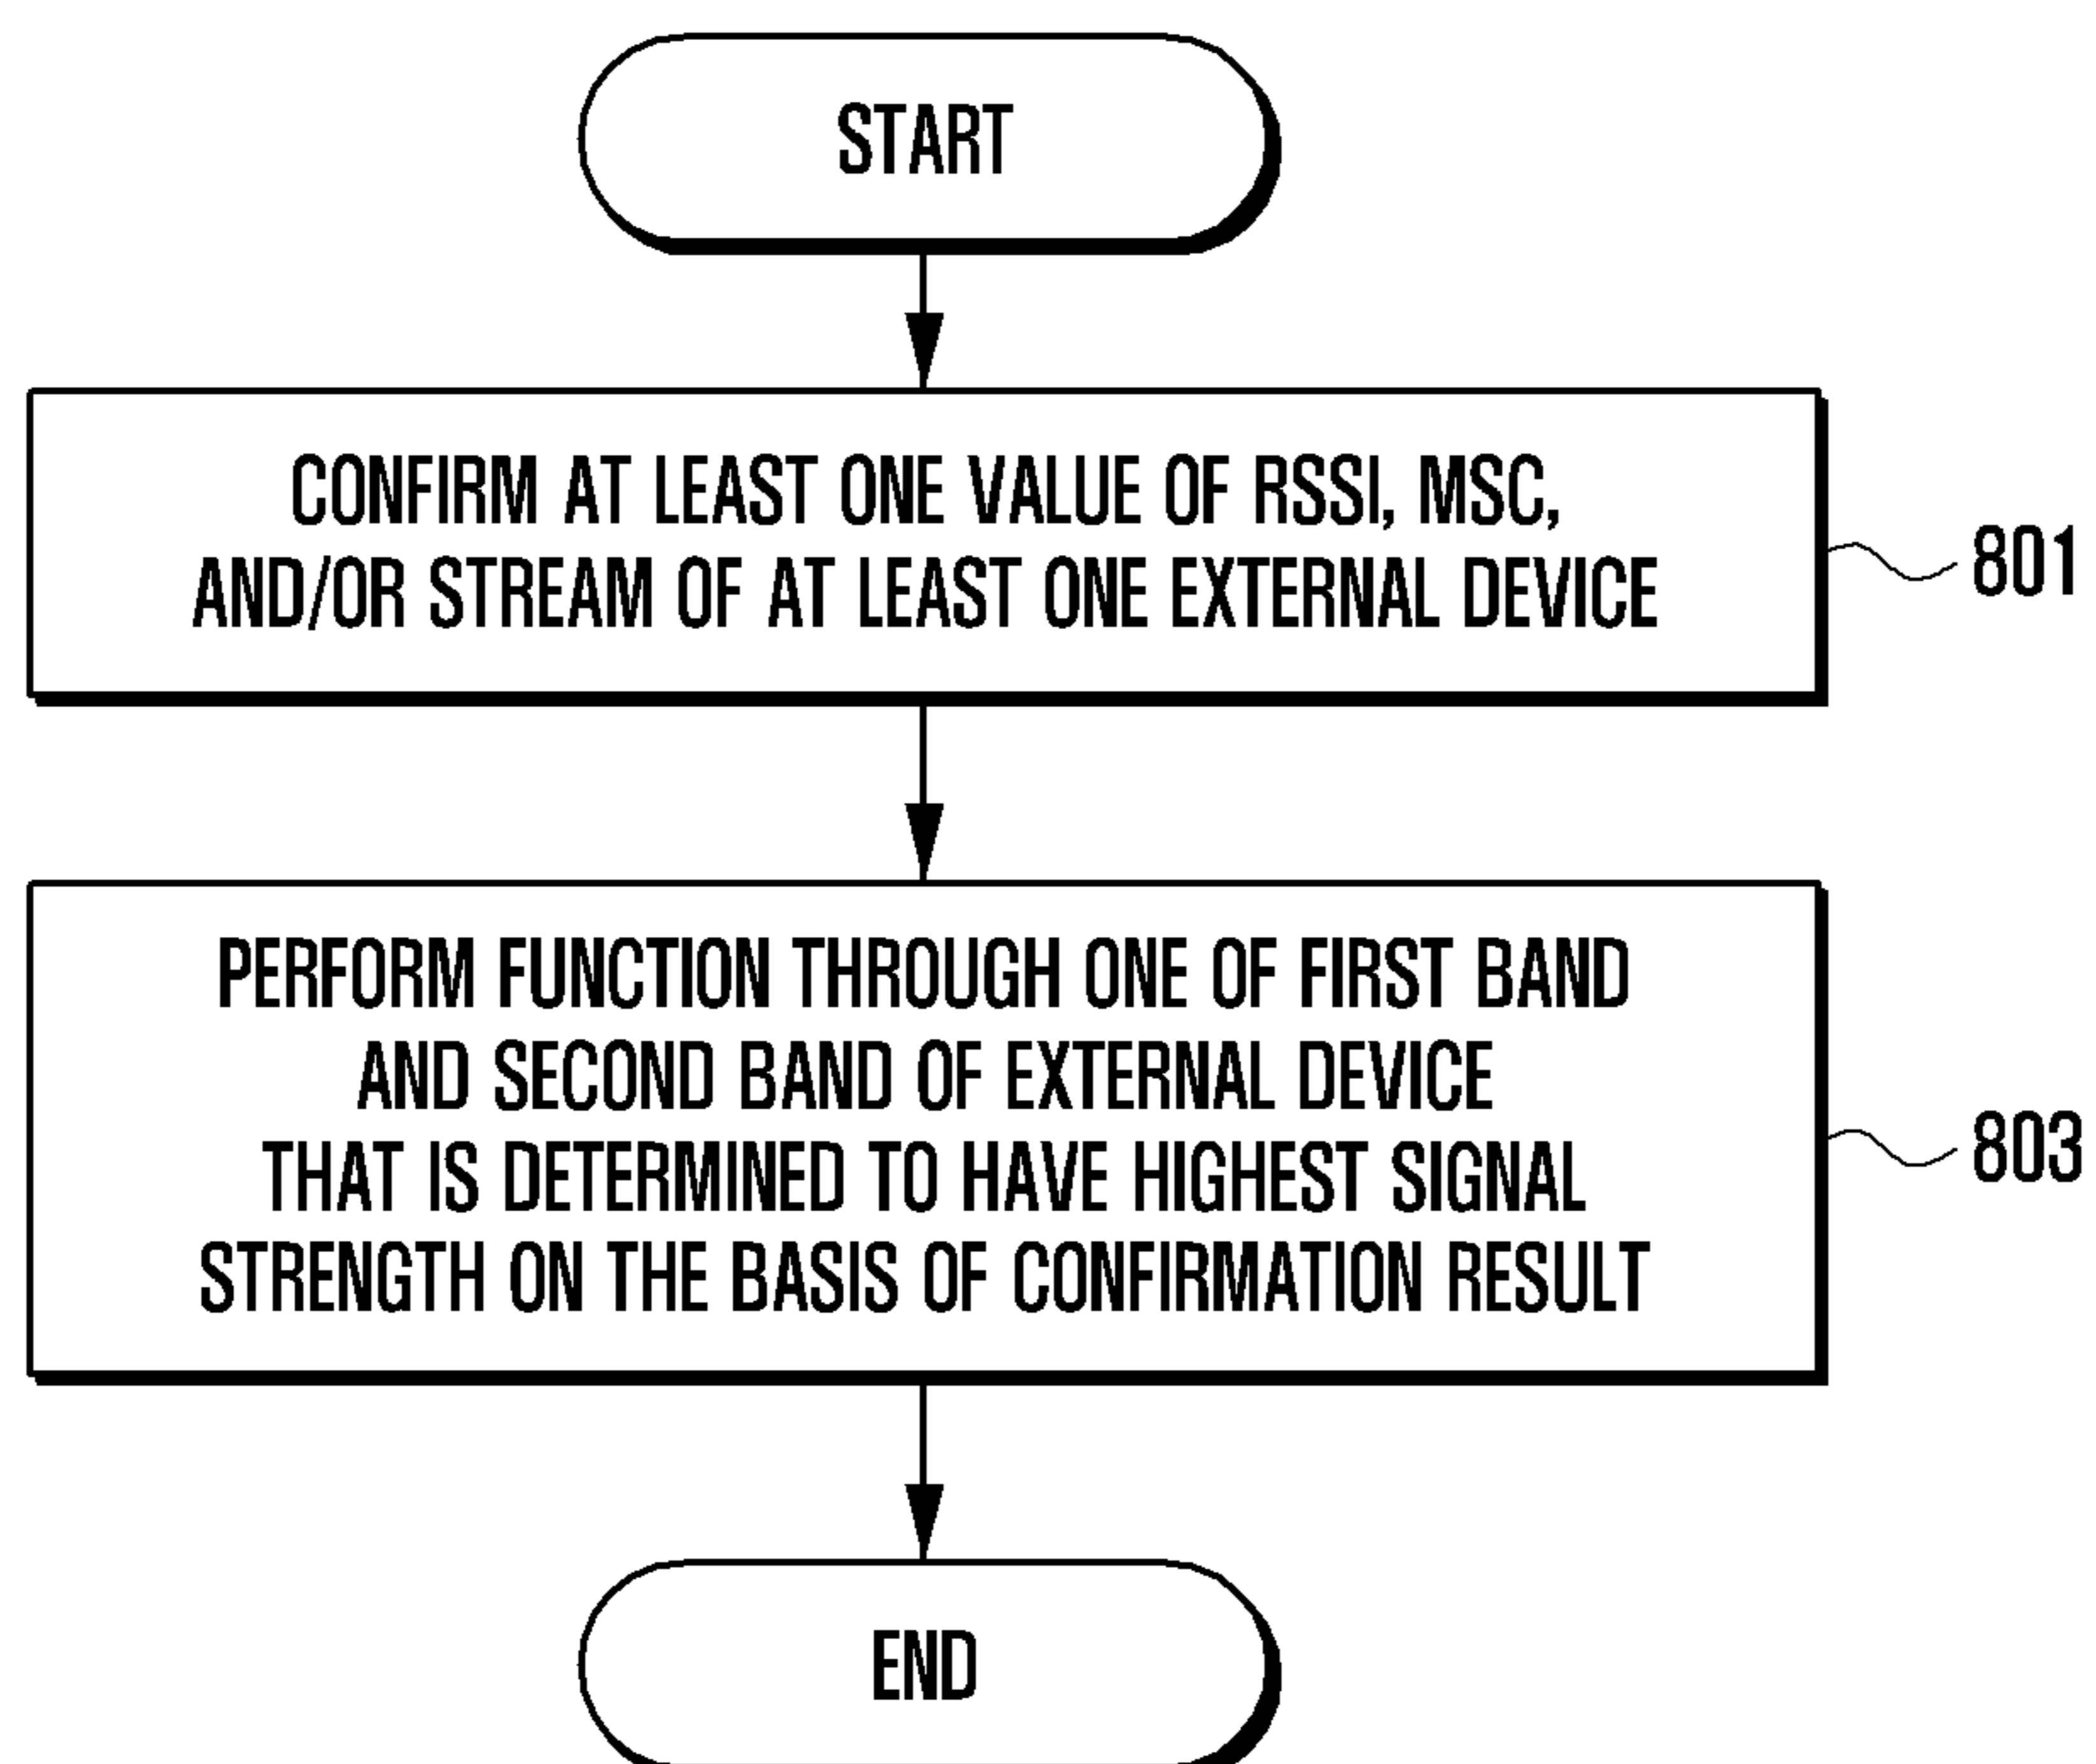 START
CONFIRM AT LEAST ONE VALUE OF RSSI, MSC,
AND/OR STREAM OF AT LEAST ONE EXTERNAL DEVICE
801
PERFORM FUNCTION THROUGH ONE OF FIRST BAND
AND SECOND BAND OF EXTERNAL DEVICE
THAT IS DETERMINED TO HAVE HIGHEST SIGNAL
STRENGTH ON THE BASIS OF CONFIRMATION RESULT
803
END